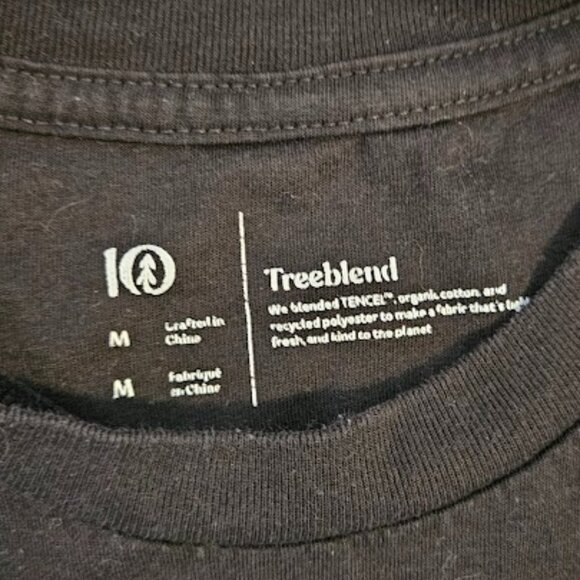 10
M
Crafted in
China
M
Fabriqué
en Chine
Treeblend
We blended TENCEL™, organic cotton, and
recycled polyester to make a fabric that's
fresh, and kind to the planet